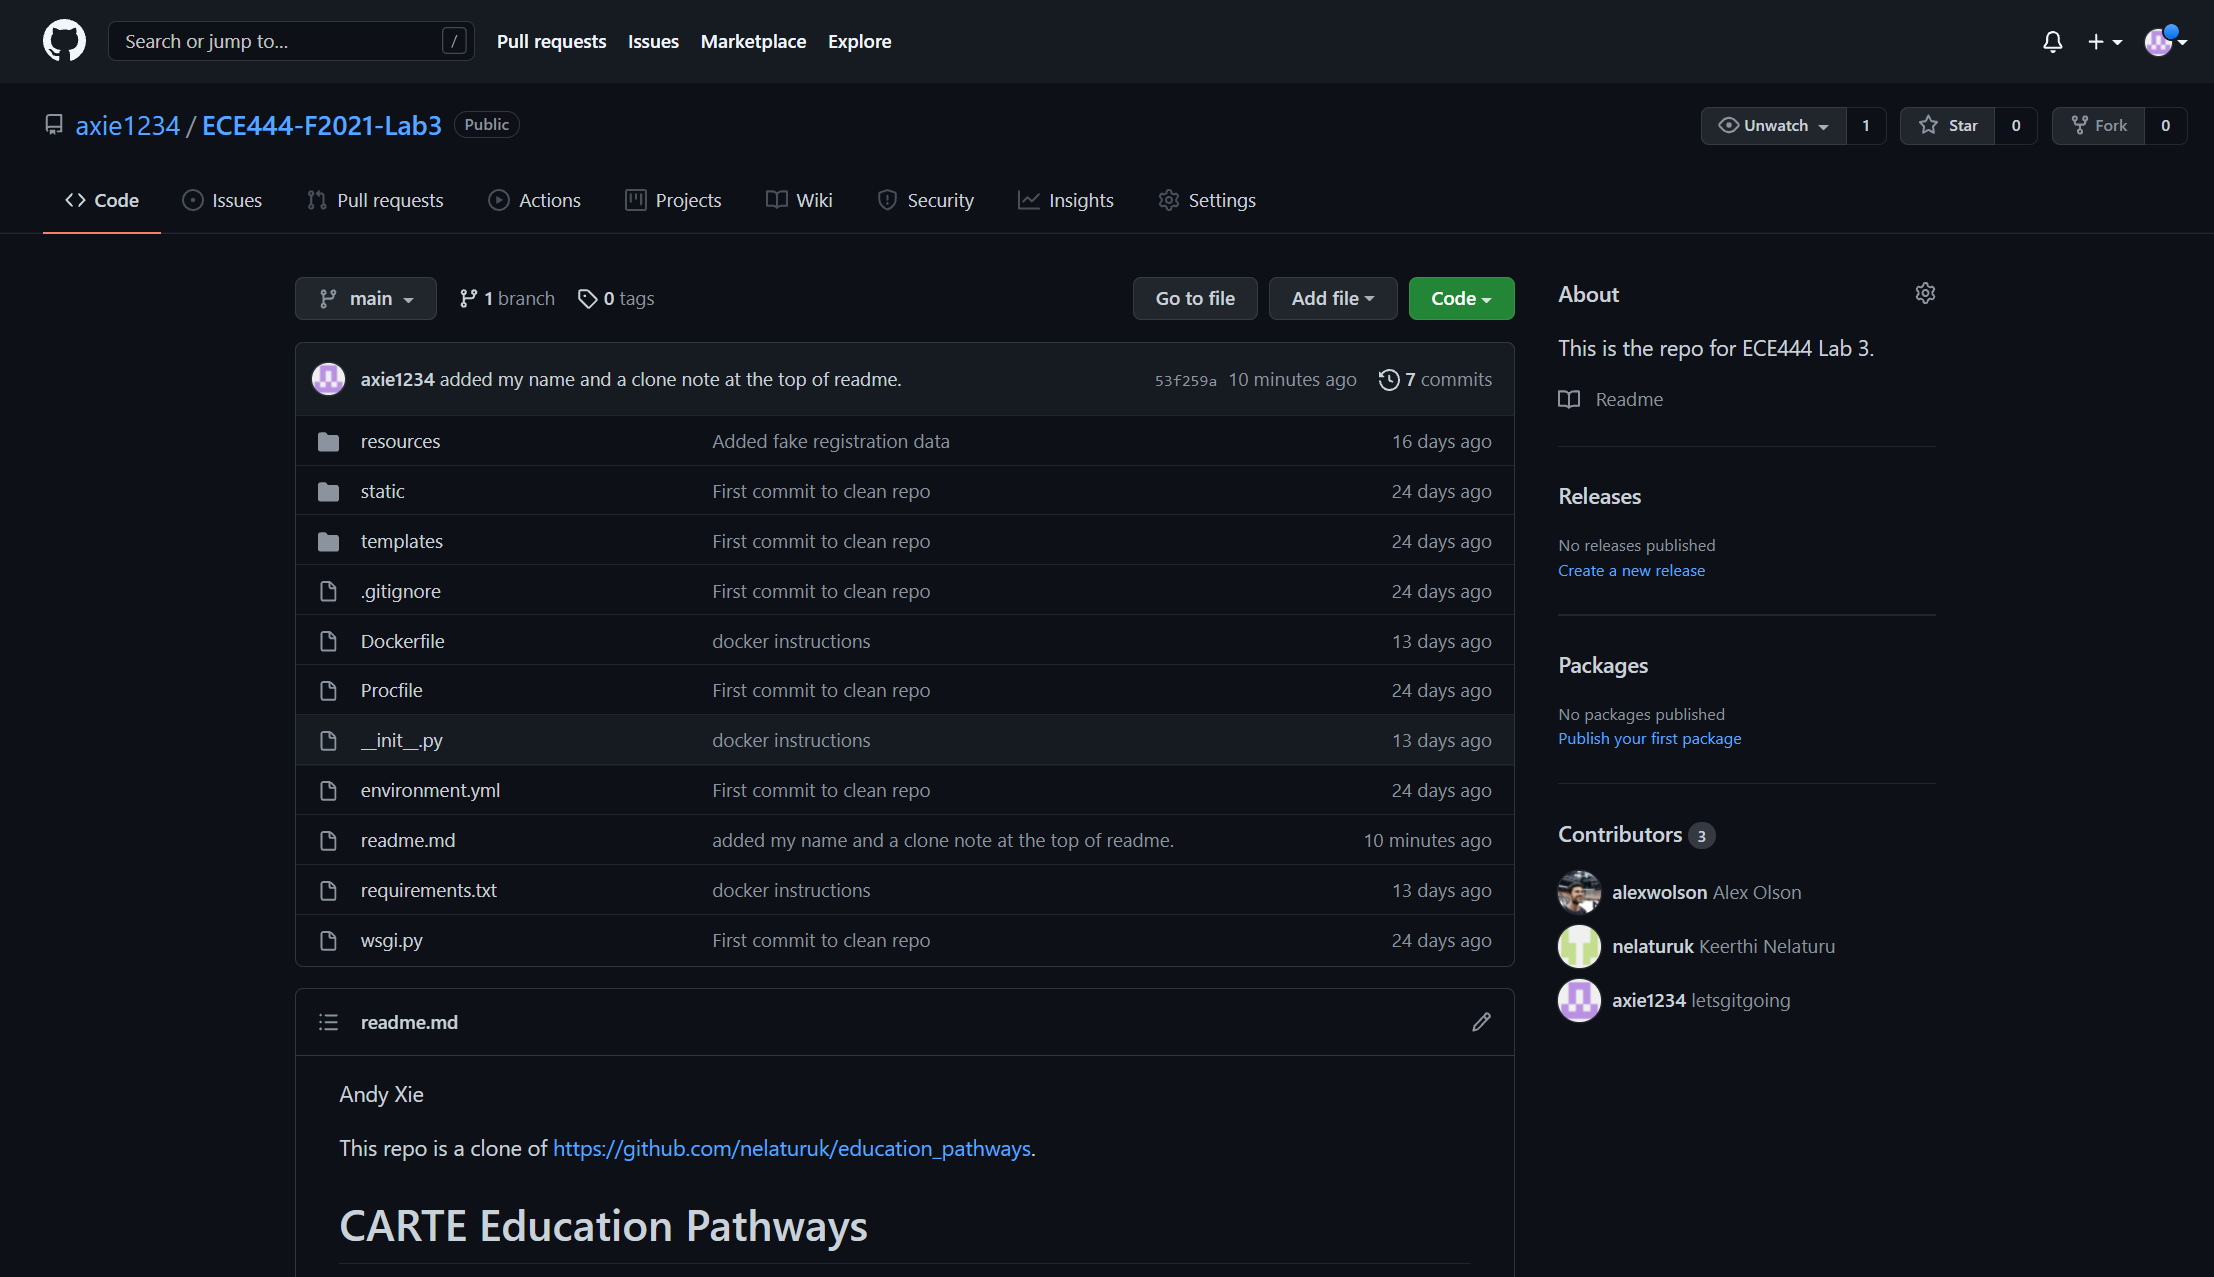 Search or jump to... /
Pull requests Issues Marketplace Explore
axie1234 / ECE444-F2021-Lab3 Public
Unwatch 1 Star 0 Fork 0
Code Issues Pull requests Actions Projects Wiki Security Insights Settings
main 1 branch 0 tags Go to file Add file Code
axie1234 added my name and a clone note at the top of readme. 53f259a 10 minutes ago 7 commits
resources Added fake registration data 16 days ago
static First commit to clean repo 24 days ago
templates First commit to clean repo 24 days ago
.gitignore First commit to clean repo 24 days ago
Dockerfile docker instructions 13 days ago
Procfile First commit to clean repo 24 days ago
__init__.py docker instructions 13 days ago
environment.yml First commit to clean repo 24 days ago
readme.md added my name and a clone note at the top of readme. 10 minutes ago
requirements.txt docker instructions 13 days ago
wsgi.py First commit to clean repo 24 days ago
readme.md
Andy Xie
This repo is a clone of https://github.com/nelaturuk/education_pathways.
CARTE Education Pathways
About
This is the repo for ECE444 Lab 3.
Readme
Releases
No releases published
Create a new release
Packages
No packages published
Publish your first package
Contributors 3
alexwolson Alex Olson
nelaturuk Keerthi Nelaturu
axie1234 letsgitgoing